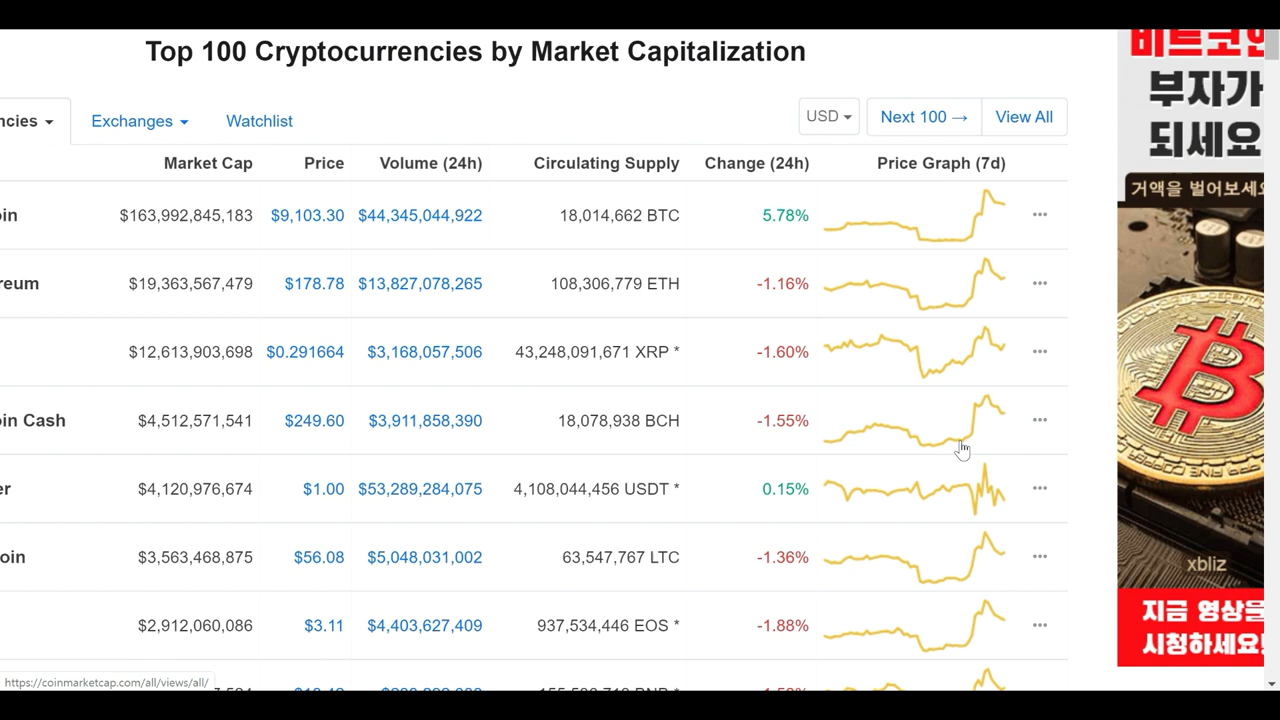 Top 100 Cryptocurrencies by Market Capitalization
ncies Exchanges Watchlist USD Next 100 → View All
Market Cap Price Volume (24h) Circulating Supply Change (24h) Price Graph (7d)
oin $163,992,845,183 $9,103.30 $44,345,044,922 18,014,662 BTC 5.78%
reum $19,363,567,479 $178.78 $13,827,078,265 108,306,779 ETH -1.16%
$12,613,903,698 $0.291664 $3,168,057,506 43,248,091,671 XRP * -1.60%
oin Cash $4,512,571,541 $249.60 $3,911,858,390 18,078,938 BCH -1.55%
er $4,120,976,674 $1.00 $53,289,284,075 4,108,044,456 USDT * 0.15%
oin $3,563,468,875 $56.08 $5,048,031,002 63,547,767 LTC -1.36%
$2,912,060,086 $3.11 $4,403,627,409 937,534,446 EOS * -1.88%
https://coinmarketcap.com/all/views/all/
비트코인
부자가
되세요
거액을 벌어보세요
xbliz
지금 영상을
시청하세요!